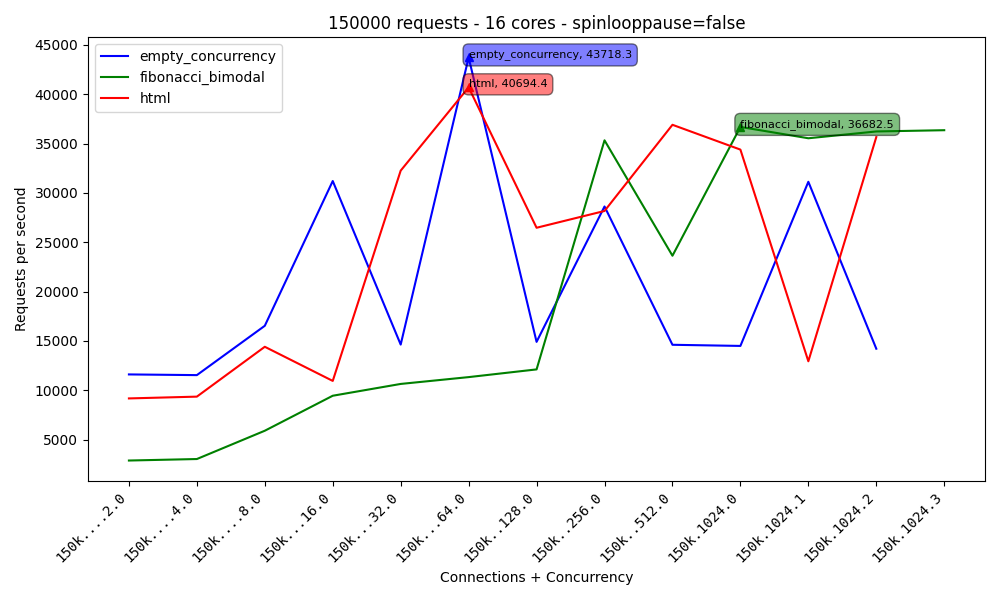 150000 requests - 16 cores - spinlooppause=false
45000
40000
35000
30000
25000
20000
15000
10000
5000
Requests per second
empty_concurrency
fibonacci_bimodal
html
empty_concurrency, 43718.3
html, 40694.4
fibonacci_bimodal, 36682.5
150k....2.0
150k....4.0
150k....8.0
150k...16.0
150k...32.0
150k...64.0
150k..128.0
150k..256.0
150k..512.0
150k.1024.0
150k.1024.1
150k.1024.2
150k.1024.3
Connections + Concurrency